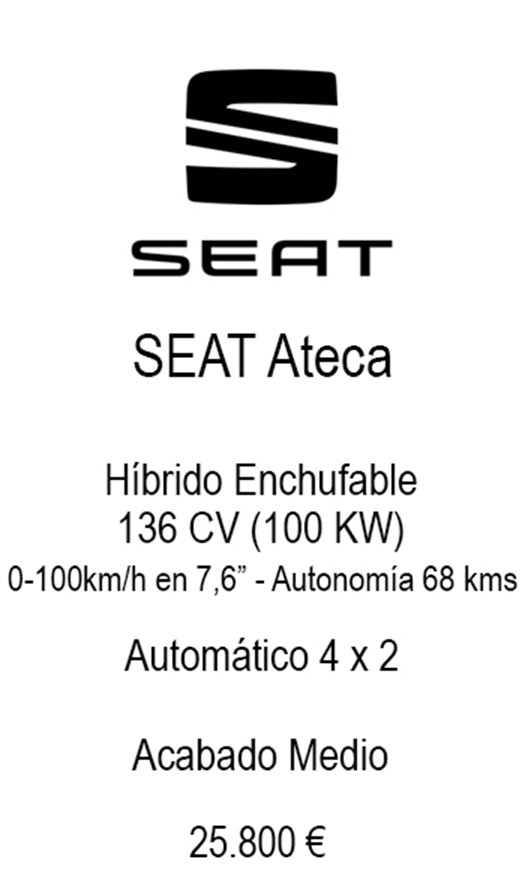 SEAT
SEAT Ateca
Híbrido Enchufable
136 CV (100 KW)
0-100km/h en 7,6” - Autonomía 68 kms
Automático 4 x 2
Acabado Medio
25.800 €